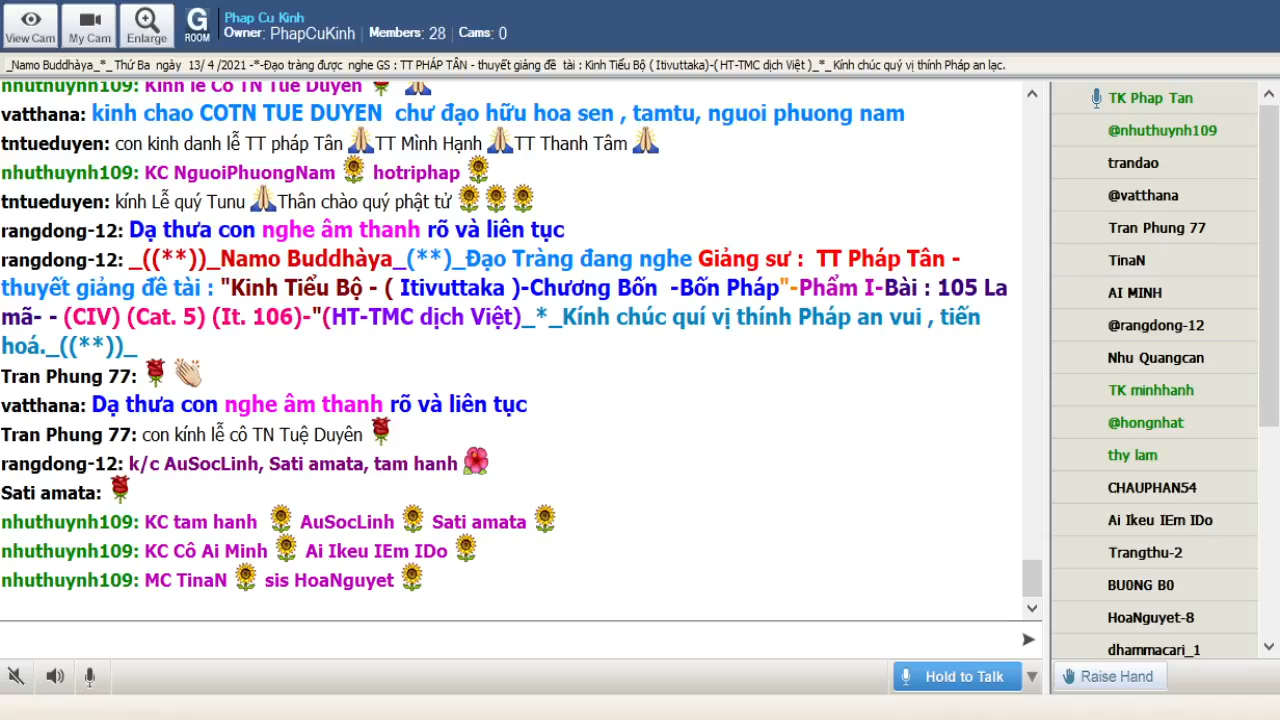 View Cam
My Cam
Enlarge
G
ROOM
Phap Cu Kinh
Owner: PhapCuKinh | Members: 28 | Cams: 0
_Namo Buddhàya_*_ Thứ Ba ngày 13/ 4 /2021 -*-Đạo tràng được nghe GS : TT PHÁP TÂN - thuyết giảng đề tài : Kinh Tiểu Bộ ( Itivuttaka)-( HT-TMC dịch Việt )_*_ Kính chúc quý vị thính Pháp an lạc.
nhuthuynh109: Kính lễ Cô TN Tuệ Duyên
vatthana: kinh chao COTN TUE DUYEN chư đạo hữu hoa sen , tamtu, nguoi phuong nam
tntueduyen: con kinh danh lễ TT pháp Tân TT Mình Hạnh TT Thanh Tâm
nhuthuynh109: KC NguoiPhuongNam hotriphap
tntueduyen: kính Lễ quý Tunu Thân chào quý phật tử
rangdong-12: Dạ thưa con nghe âm thanh rõ và liên tục
rangdong-12: _((**))_Namo Buddhàya_(**)_Đạo Tràng đang nghe Giảng sư : TT Pháp Tân -
thuyết giảng đề tài : "Kinh Tiểu Bộ - ( Itivuttaka )-Chương Bốn -Bốn Pháp"-Phẩm I-Bài : 105 La
mã- - (CIV) (Cat. 5) (It. 106)-"(HT-TMC dịch Việt)_*_Kính chúc quí vị thính Pháp an vui , tiến
hoá._((**))_
Tran Phung 77:
vatthana: Dạ thưa con nghe âm thanh rõ và liên tục
Tran Phung 77: con kính lễ cô TN Tuệ Duyên
rangdong-12: k/c AuSocLinh, Sati amata, tam hanh
Sati amata:
nhuthuynh109: KC tam hanh AuSocLinh Sati amata
nhuthuynh109: KC Cô Ai Minh Ai Ikeu IEm IDo
nhuthuynh109: MC TinaN sis HoaNguyet
Hold to Talk
TK Phap Tan
@nhuthuynh109
trandao
@vatthana
Tran Phung 77
TinaN
AI MINH
@rangdong-12
Nhu Quangcan
TK minhhanh
@hongnhat
thy lam
CHAUPHAN54
Ai Ikeu IEm IDo
Trangthu-2
BU0NG B0
HoaNguyet-8
dhammacari_1
Raise Hand